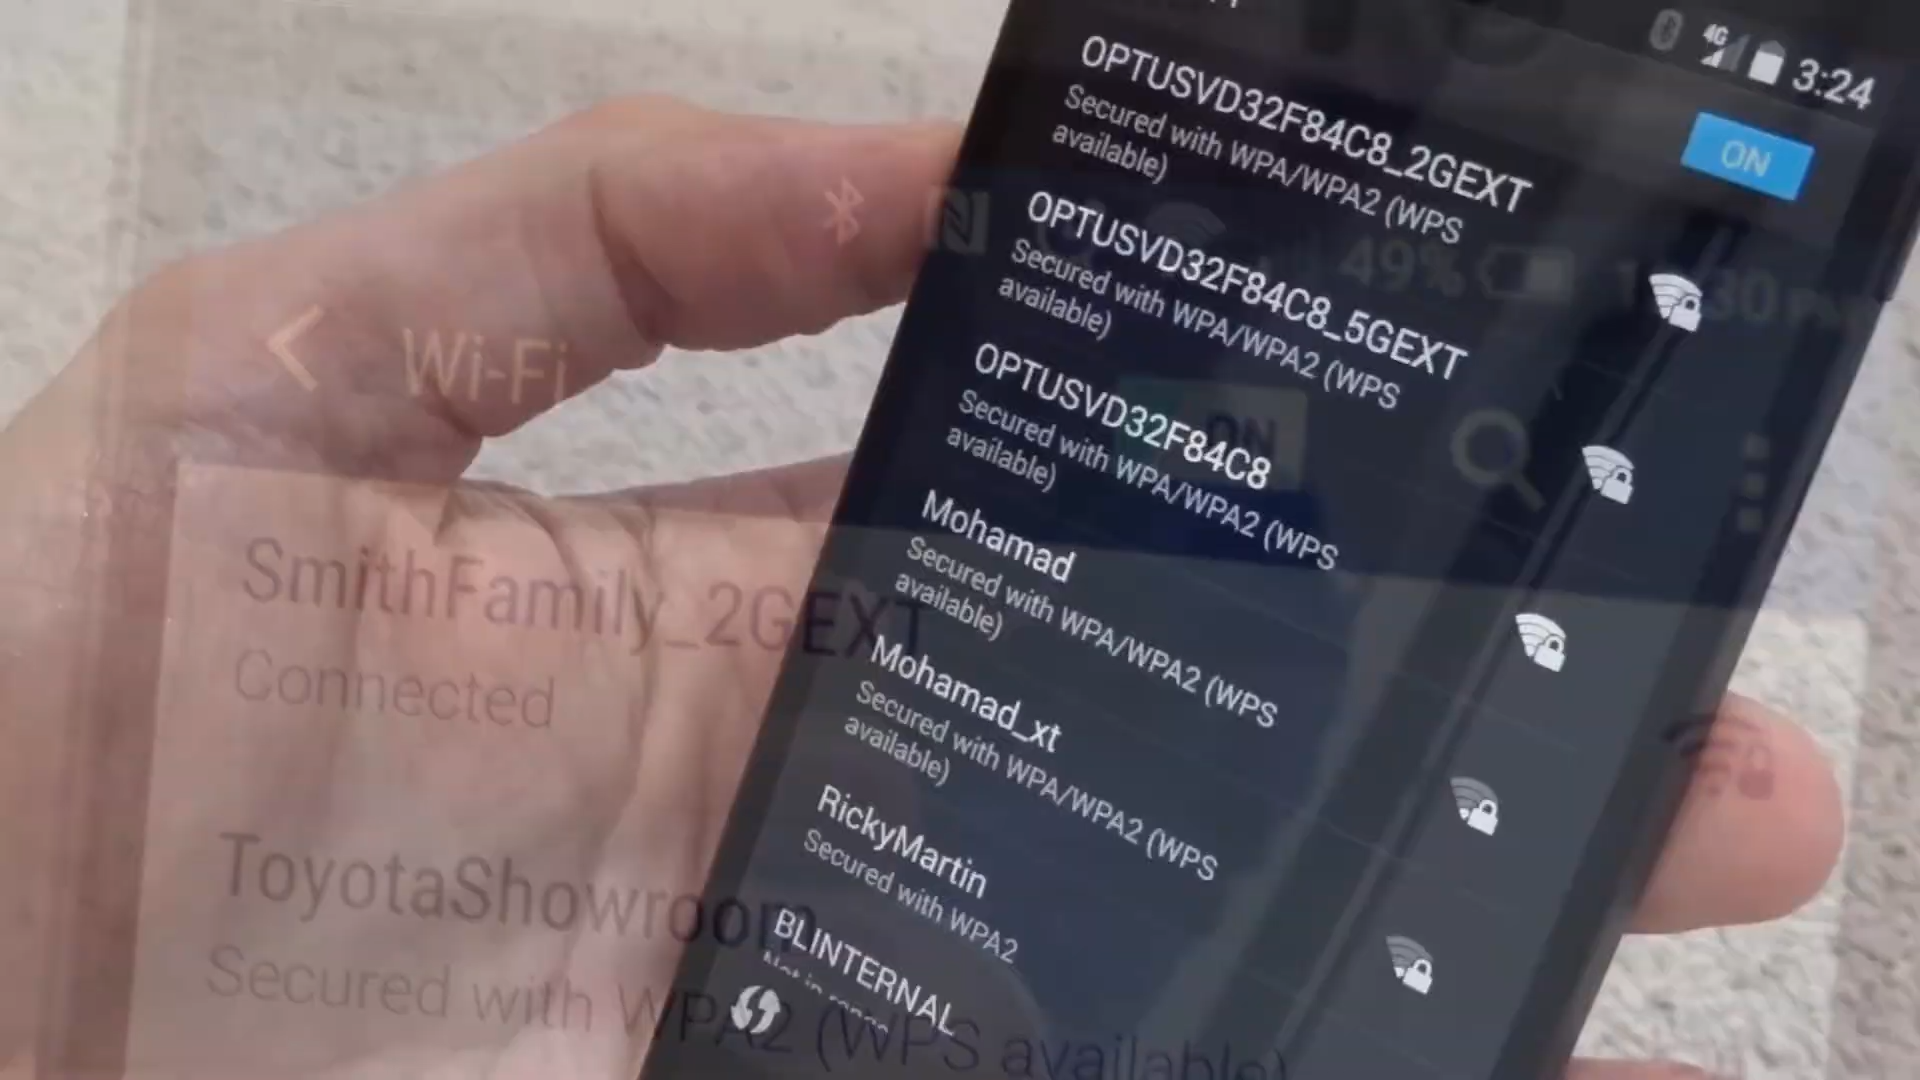 4G 3:24
OPTUSVD32F84C8_2GEXT
Secured with WPA/WPA2 (WPS
available)
ON
OPTUSVD32F84C8_5GEXT
Secured with WPA/WPA2 (WPS
available)
OPTUSVD32F84C8
Secured with WPA/WPA2 (WPS
available)
Mohamad
Secured with WPA/WPA2 (WPS
available)
Mohamad_xt
Secured with WPA/WPA2 (WPS
available)
RickyMartin
Secured with WPA2
BLINTERNAL
Not in range
49%
Wi-Fi
ON
SmithFamily_2GEXT
Connected
ToyotaShowroom
Secured with WPA2 (WPS available)